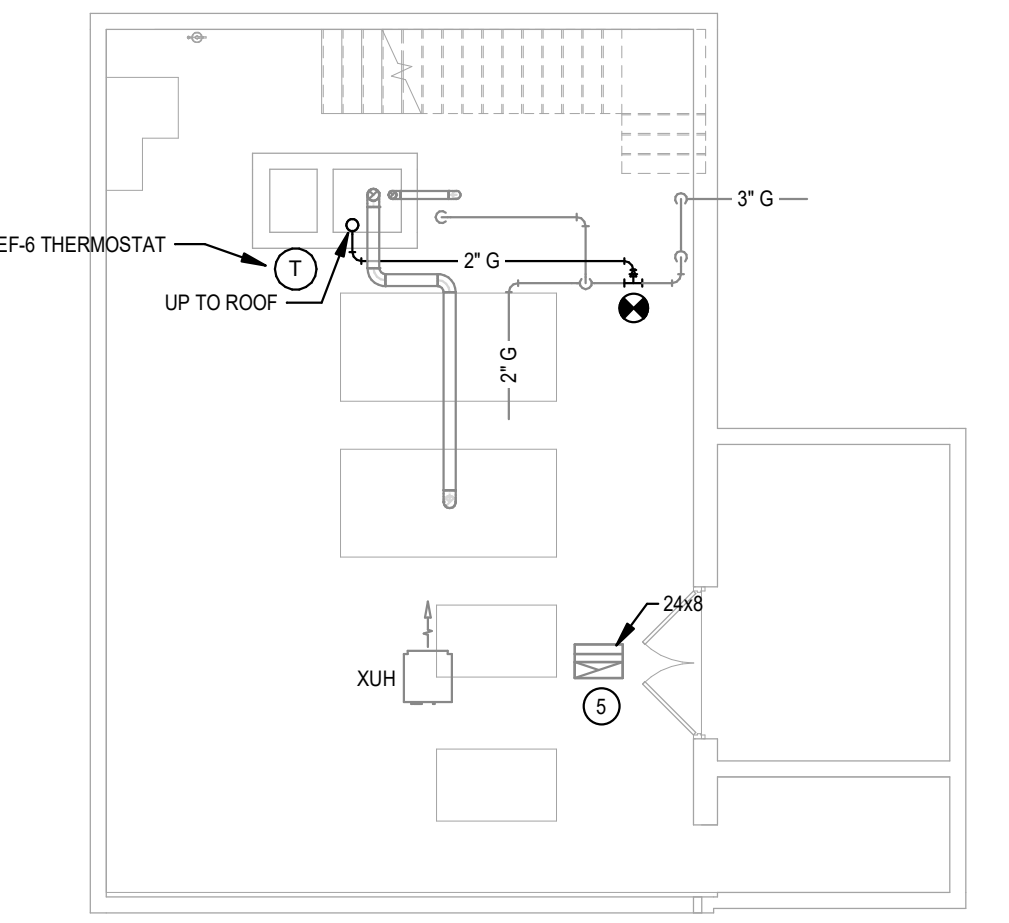 3" G
EF-6 THERMOSTAT
2" G
T
UP TO ROOF
2" G
24x8
XUH
5